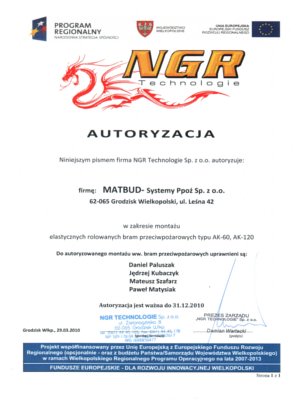 PROGRAM
REGIONALNY
NARODOWA STRATEGIA SPÓJNOŚCI
WOJEWÓDZTWO
WIELKOPOLSKIE
UNIA EUROPEJSKA
EUROPEJSKI FUNDUSZ
ROZWOJU REGIONALNEGO
NGR
Technologie
AUTORYZACJA
Niniejszym pismem firma NGR Technologie Sp. z o.o. autoryzuje:
firmę: MATBUD- Systemy Ppoż Sp. z o.o.
62-065 Grodzisk Wielkopolski, ul. Leśna 42
w zakresie montażu
elastycznych rolowanych bram przeciwpożarowych typu AK-60, AK-120
Do autoryzowanego montażu ww. bram przeciwpożarowych uprawnieni są:
Daniel Paluszak
Jędrzej Kubaczyk
Mateusz Szafarz
Paweł Matysiak
Autoryzacja jest ważna do 31.12.2010
NGR TECHNOLOGIE Sp. z o.o.
Grodzisk Wlkp., 29.03.2010
PREZES ZARZĄDU
"NGR TECHNOLOGIE" Sp. z o.o.
Damian Warlecki
Projekt współfinansowany przez Unię Europejską z Europejskiego Funduszu Rozwoju
Regionalnego (opcjonalnie - oraz z budżetu Państwa/Samorządu Województwa Wielkopolskiego)
w ramach Wielkopolskiego Regionalnego Programu Operacyjnego na lata 2007-2013
FUNDUSZE EUROPEJSKIE - DLA ROZWOJU INNOWACYJNEJ WIELKOPOLSKI
Strona 1 z 1